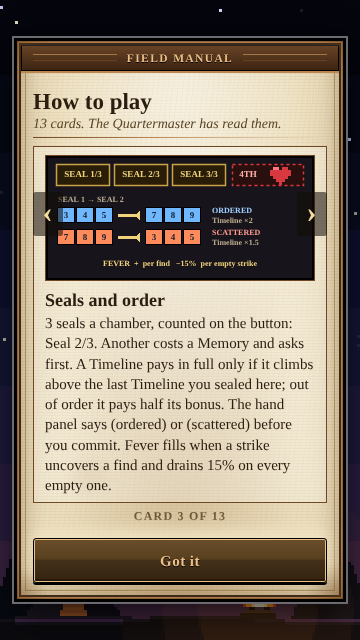 FIELD MANUAL
How to play
13 cards. The Quartermaster has read them.
SEAL 1/3 SEAL 2/3 SEAL 3/3 4TH
SEAL 1 → SEAL 2
3 4 5 7 8 9 ORDERED
Timeline ×2
7 8 9 3 4 5 SCATTERED
Timeline ×1.5
FEVER + per find −15% per empty strike
‹ ›
Seals and order
3 seals a chamber, counted on the button:
Seal 2/3. Another costs a Memory and asks
first. A Timeline pays in full only if it climbs
above the last Timeline you sealed here; out
of order it pays half its bonus. The hand
panel says (ordered) or (scattered) before
you commit. Fever fills when a strike
uncovers a find and drains 15% on every
empty one.
CARD 3 OF 13
Got it